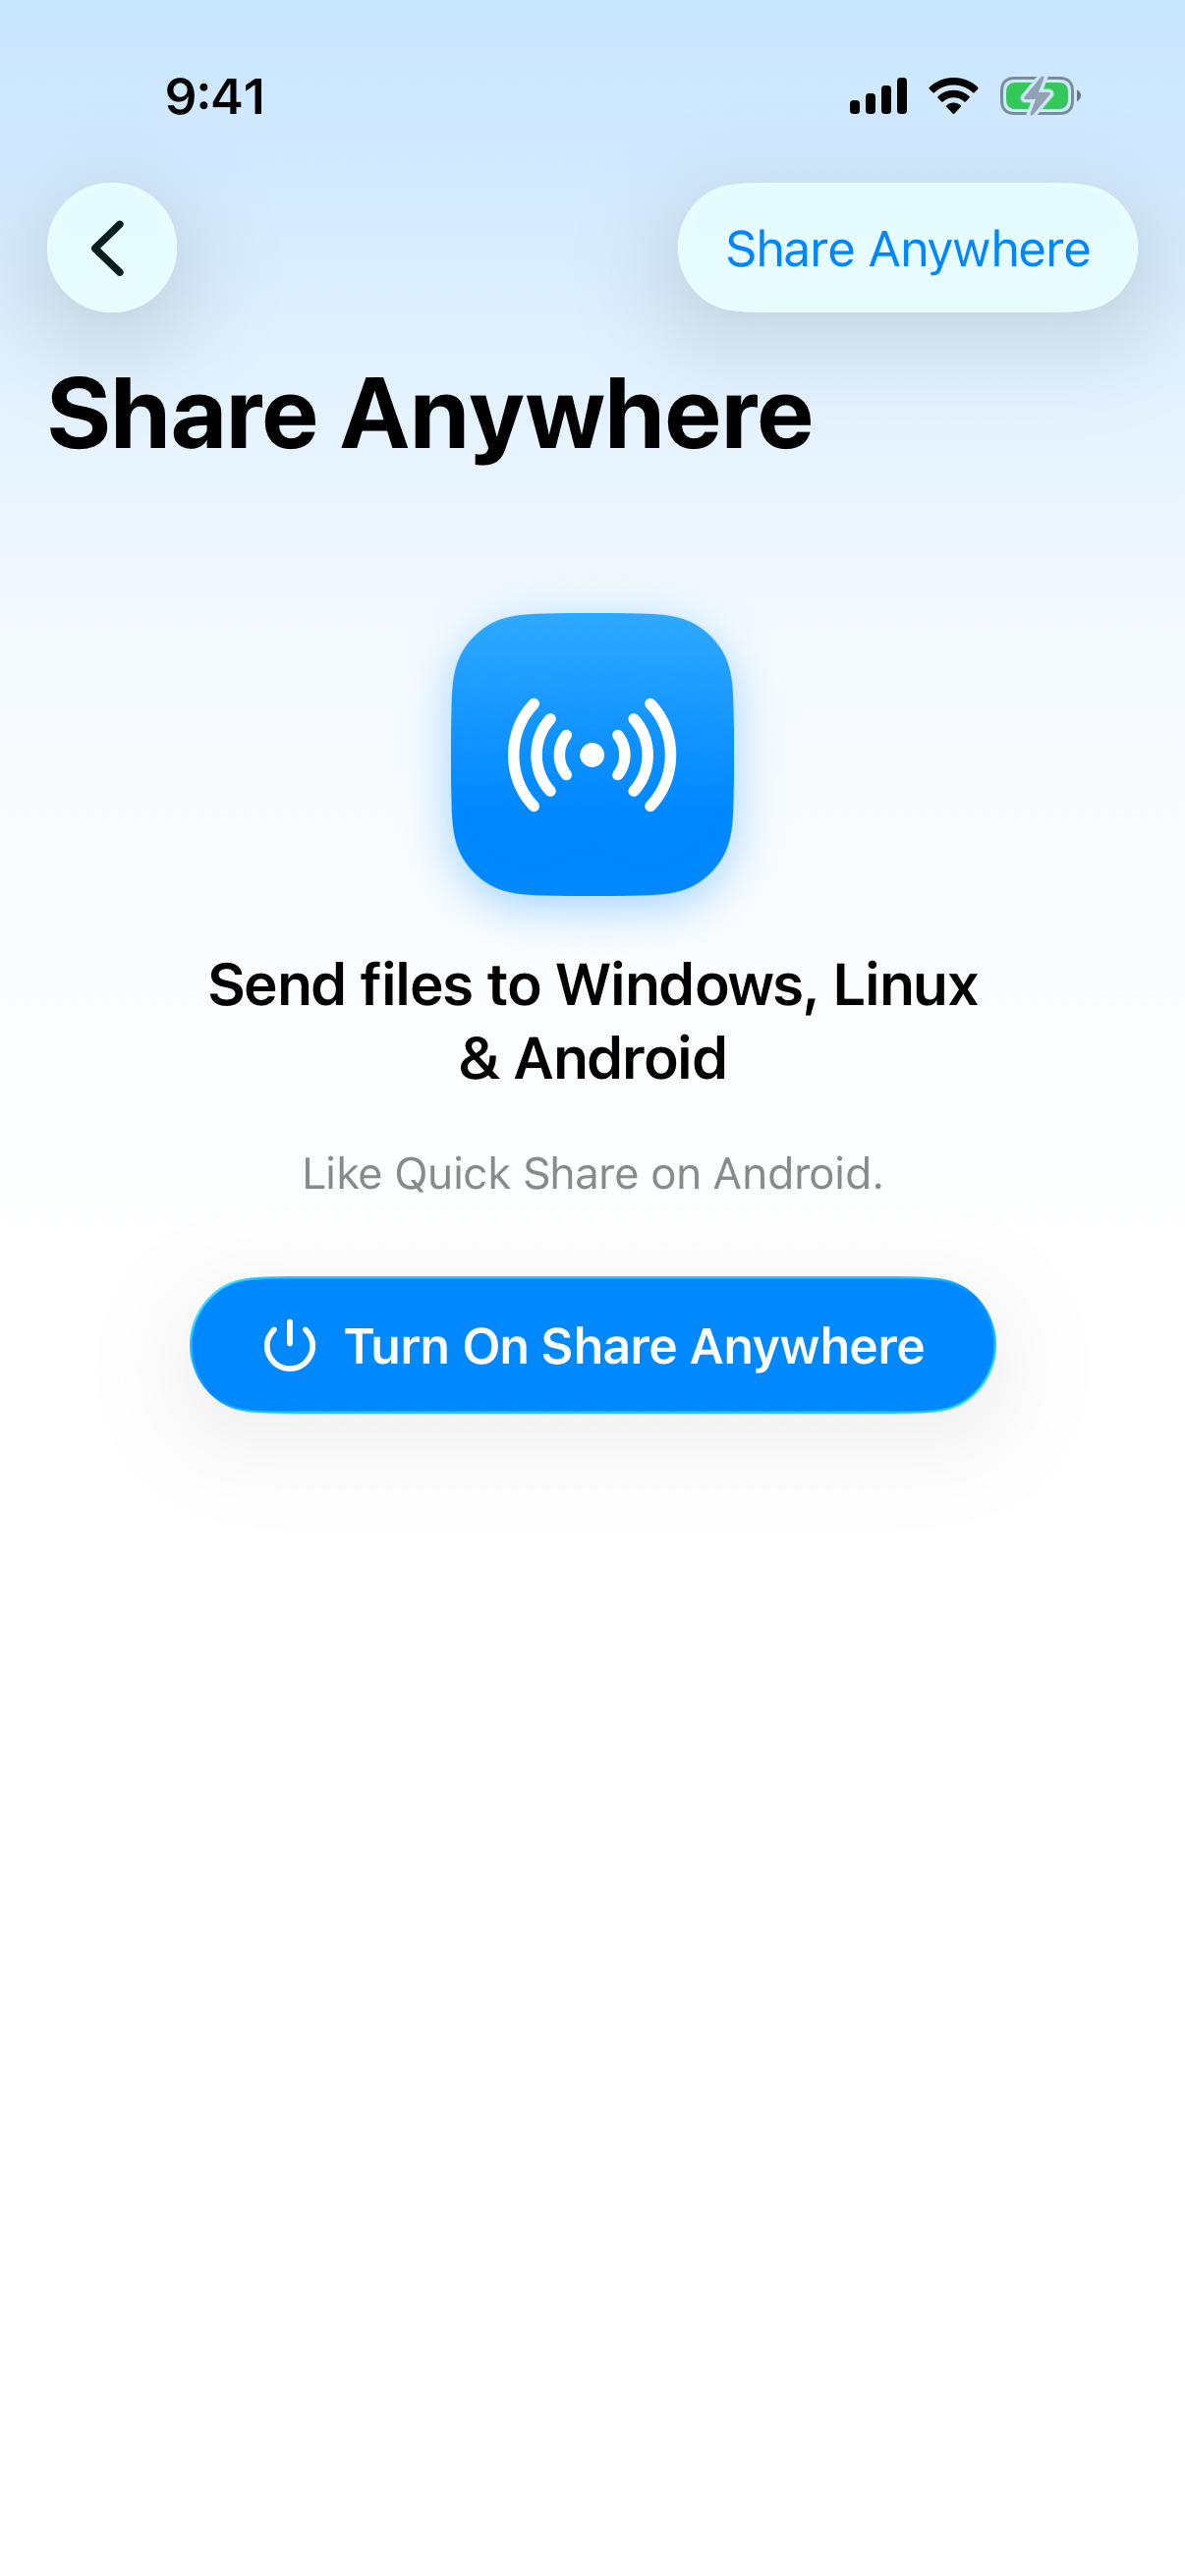 9:41
Share Anywhere
Share Anywhere
Send files to Windows, Linux
& Android
Like Quick Share on Android.
Turn On Share Anywhere